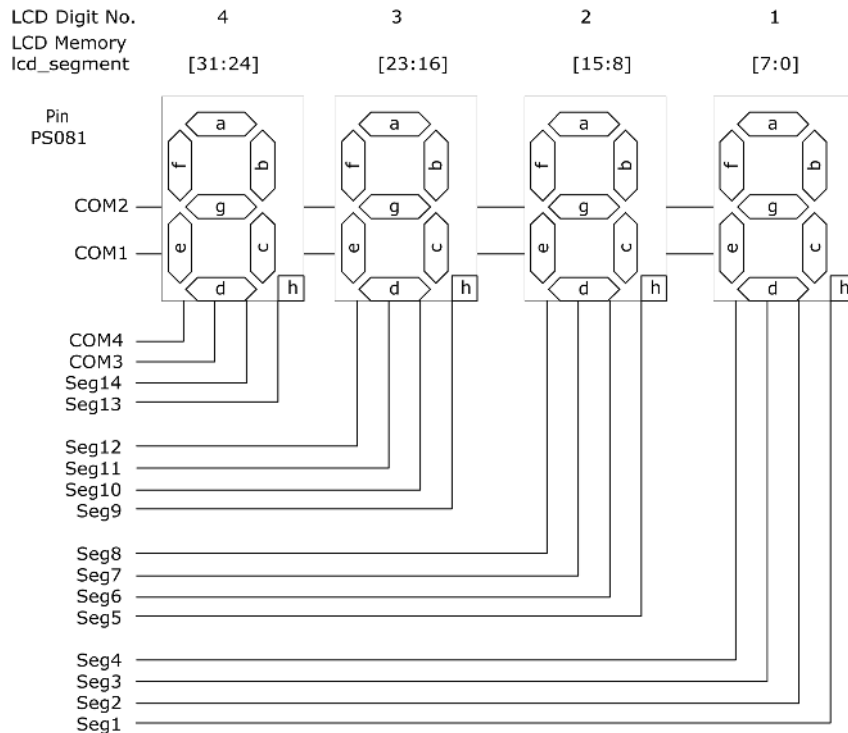 LCD Digit No. 4 3 2 1
LCD Memory
lcd_segment [31:24] [23:16] [15:8] [7:0]
Pin
PS081
a a a a
f b f b f b f b
COM2 g g g g
COM1 e c e c e c e c
d h d h d h d h
COM4
COM3
Seg14
Seg13
Seg12
Seg11
Seg10
Seg9
Seg8
Seg7
Seg6
Seg5
Seg4
Seg3
Seg2
Seg1